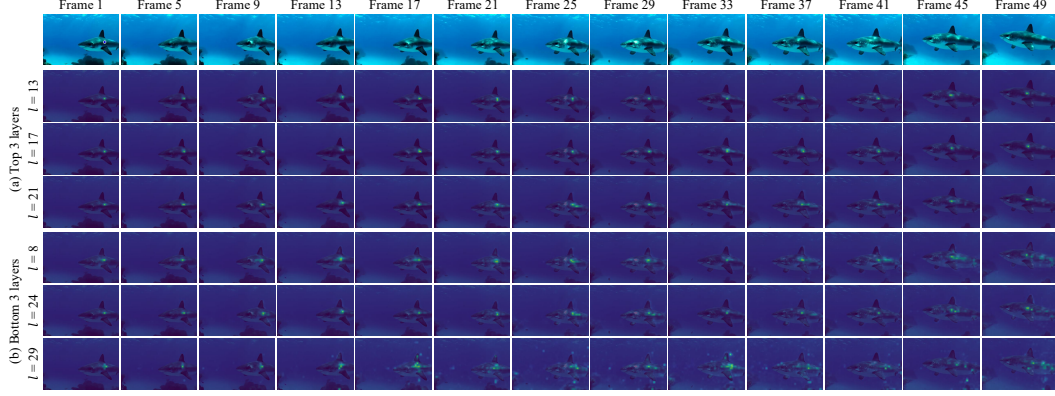 Frame 1 Frame 5 Frame 9 Frame 13 Frame 17 Frame 21 Frame 25 Frame 29 Frame 33 Frame 37 Frame 41 Frame 45 Frame 49
(a) Top 3 layers
l = 13
l = 17
l = 21
(b) Bottom 3 layers
l = 8
l = 24
l = 29